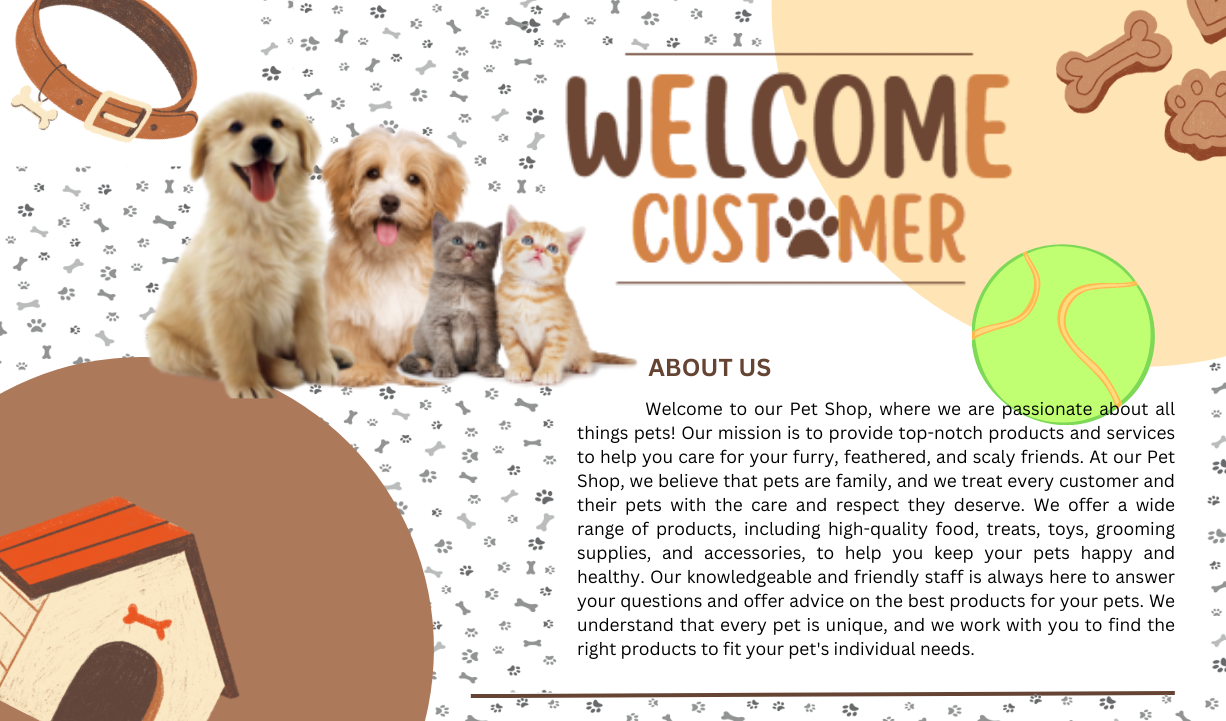 WELCOME
CUSTOMER
ABOUT US
Welcome to our Pet Shop, where we are passionate about all
things pets! Our mission is to provide top-notch products and services
to help you care for your furry, feathered, and scaly friends. At our Pet
Shop, we believe that pets are family, and we treat every customer and
their pets with the care and respect they deserve. We offer a wide
range of products, including high-quality food, treats, toys, grooming
supplies, and accessories, to help you keep your pets happy and
healthy. Our knowledgeable and friendly staff is always here to answer
your questions and offer advice on the best products for your pets. We
understand that every pet is unique, and we work with you to find the
right products to fit your pet's individual needs.